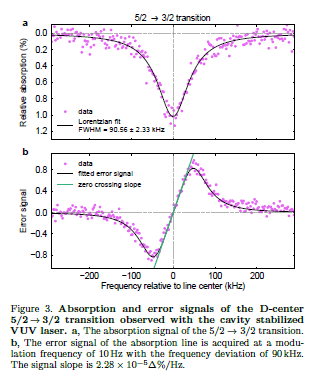 5/2 → 3/2 transition
a
0.0
0.2
0.4
0.6
0.8
1.0
1.2
Relative absorption (%)
data
Lorentzian fit
FWHM = 90.56 ± 2.33 kHz
b
data
fitted error signal
zero crossing slope
0.8
0.4
0.0
−0.4
−0.8
Error signal
−200 −100 0 100 200
Frequency relative to line center (kHz)
Figure 3. Absorption and error signals of the D-center
5/2 → 3/2 transition observed with the cavity stabilized
VUV laser. a, The absorption signal of the 5/2 → 3/2 transition.
b, The error signal of the absorption line is acquired at a modu-
lation frequency of 10 Hz with the frequency deviation of 90 kHz.
The signal slope is 2.28 × 10⁻⁵Δ%/Hz.